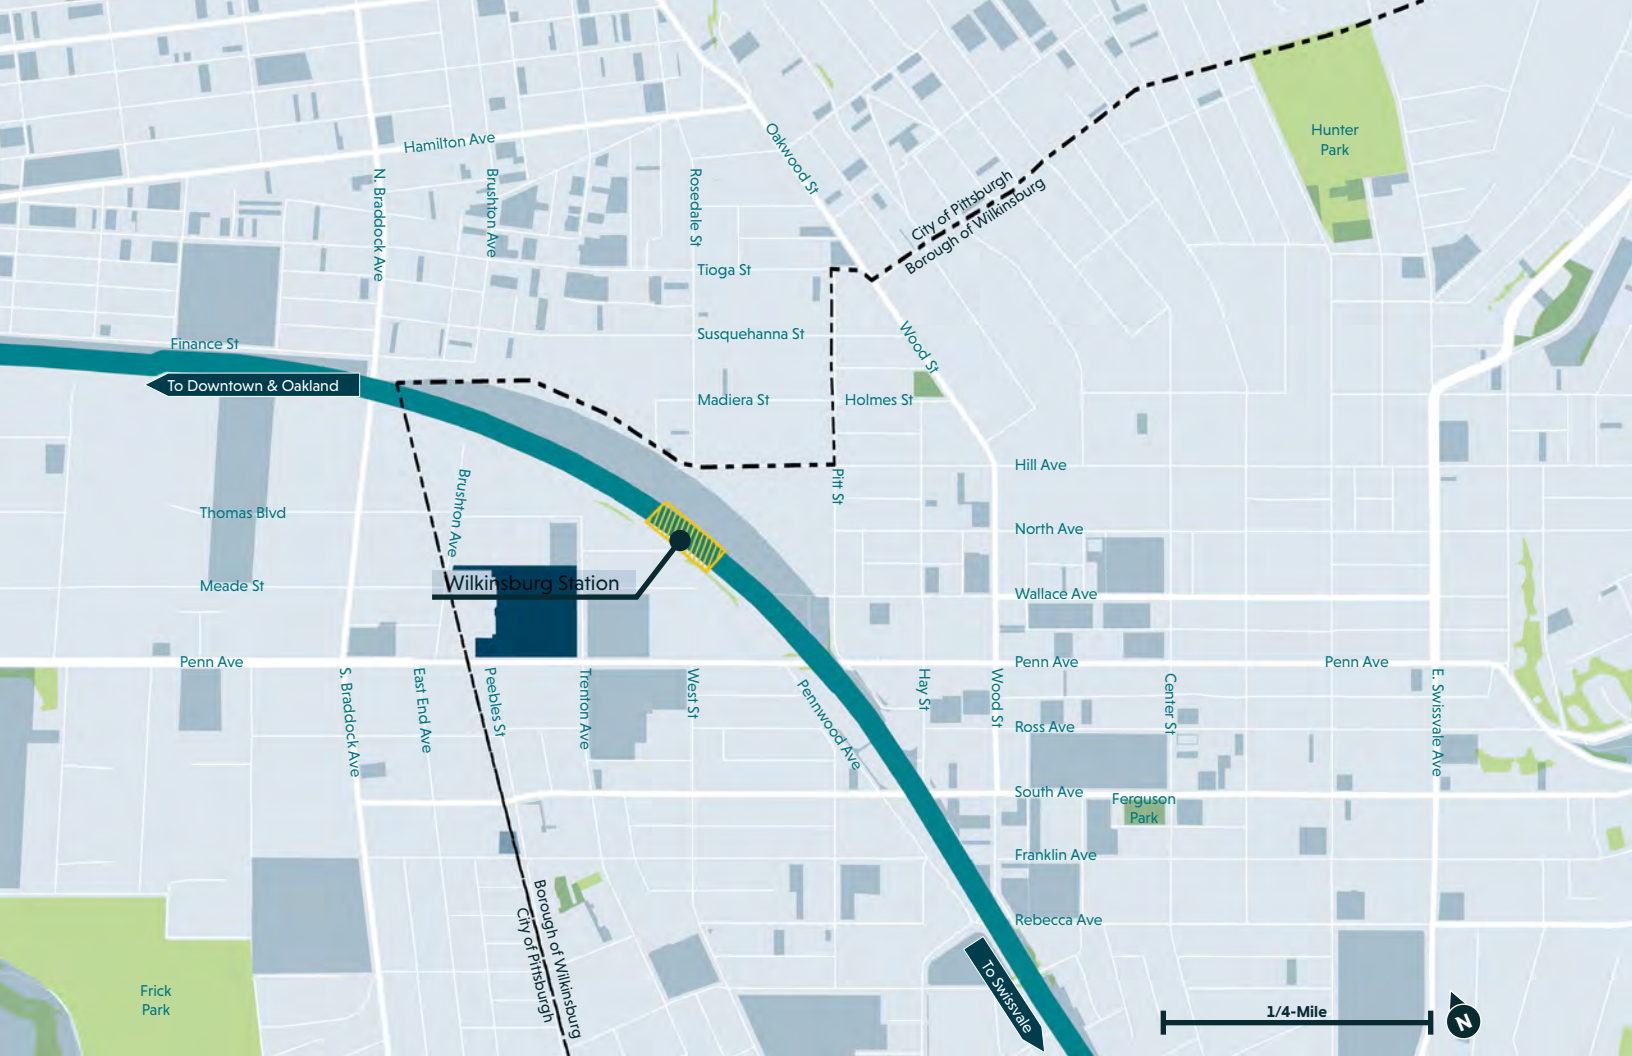 Hunter
Park
Oakwood St
Hamilton Ave
N. Braddock Ave
Brushton Ave
Rosedale St
City of Pittsburgh
Borough of Wilkinsburg
Tioga St
Susquehanna St
Wood St
Finance St
To Downtown & Oakland
Madiera St
Holmes St
Hill Ave
Pitt St
Brushton Ave
Thomas Blvd
North Ave
Wilkinsburg Station
Meade St
Wallace Ave
Penn Ave
Penn Ave
Penn Ave
S. Braddock Ave
East End Ave
Peebles St
Trenton Ave
West St
Pennwood Ave
Hay St
Wood St
Center St
E. Swissvale Ave
Ross Ave
South Ave
Ferguson
Park
Franklin Ave
Borough of Wilkinsburg
City of Pittsburgh
Rebecca Ave
To Swissvale
Frick
Park
1/4-Mile
N